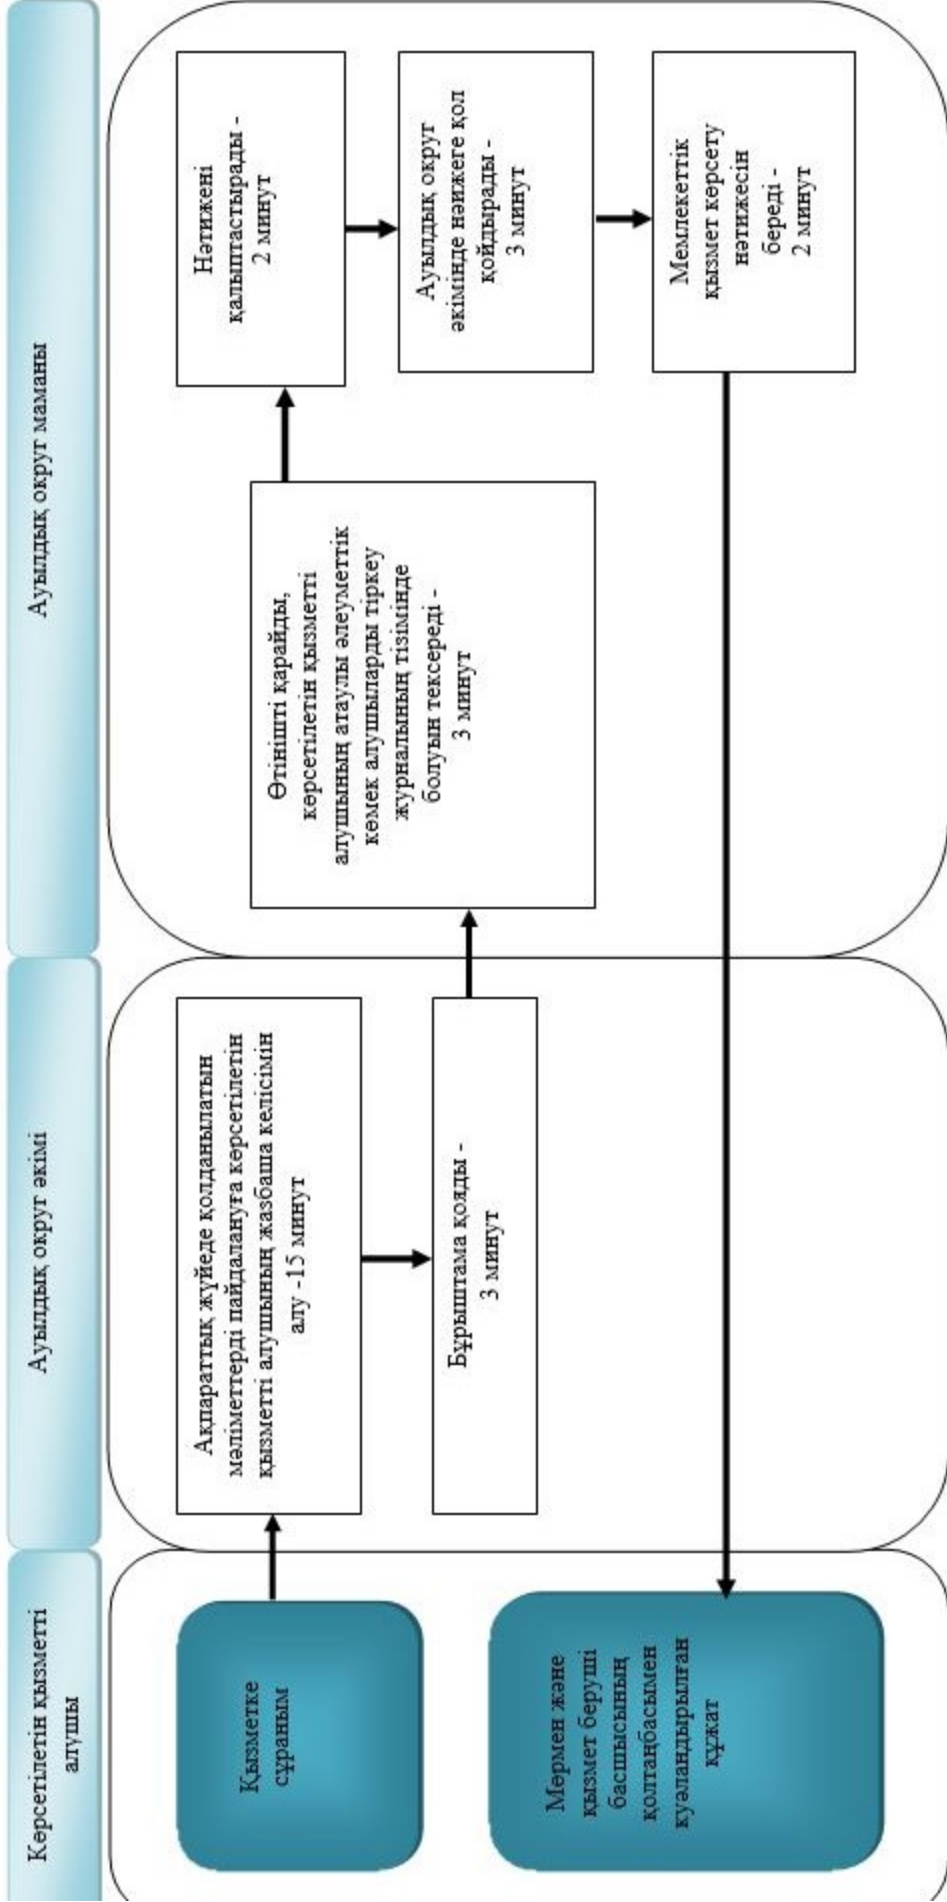 Көрсетілетін қызметті
алушы
Ауылдық округ әкімі
Ауылдық округ маманы
Қызметке
сұраным
Ақпараттық жүйеде қолданылатын
мәліметтерді пайдалануға көрсетілетін
қызметті алушының жазбаша келісімін
алу -15 минут
Бұрыштама қояды -
3 минут
Өтінішті қарайды,
көрсетілетін қызметті
алушының атаулы әлеуметтік
көмек алушыларды тіркеу
журналының тізімінде
болуын тексереді -
3 минут
Нәтижені
қалыптастырады -
2 минут
Ауылдық округ
әкімінде нәижеге қол
қойдырады -
3 минут
Мемлекеттік
қызмет көрсету
нәтижесін
береді -
2 минут
Мөрмен және
қызмет беруші
басшысының
қолтаңбасымен
куәландырылған
құжат